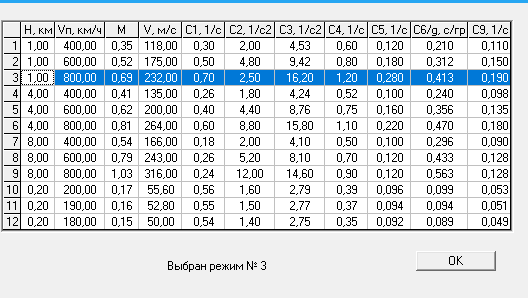 H, км Vп, км/ч M V, м/с C1, 1/с C2, 1/с2 C3, 1/с2 C4, 1/с C5, 1/с C6/g, с/гр C9, 1/с
1 1,00 400,00 0,35 118,00 0,30 2,00 4,53 0,60 0,120 0,210 0,110
2 1,00 600,00 0,52 175,00 0,50 4,80 9,42 0,80 0,180 0,312 0,150
3 1,00 800,00 0,69 232,00 0,70 2,50 16,20 1,20 0,280 0,413 0,190
4 4,00 400,00 0,41 135,00 0,26 1,80 4,24 0,52 0,100 0,240 0,098
5 4,00 600,00 0,62 200,00 0,40 4,40 8,76 0,75 0,160 0,356 0,135
6 4,00 800,00 0,81 264,00 0,60 8,80 15,80 1,10 0,220 0,470 0,180
7 8,00 400,00 0,54 166,00 0,18 2,00 4,10 0,50 0,100 0,296 0,090
8 8,00 600,00 0,79 243,00 0,26 5,20 8,10 0,70 0,120 0,433 0,128
9 8,00 800,00 1,03 316,00 0,24 12,00 14,60 0,90 0,120 0,563 0,128
10 0,20 200,00 0,17 55,60 0,56 1,60 2,79 0,39 0,096 0,099 0,053
11 0,20 190,00 0,16 52,80 0,55 1,50 2,77 0,37 0,094 0,094 0,051
12 0,20 180,00 0,15 50,00 0,54 1,40 2,75 0,35 0,092 0,089 0,049
Выбран режим № 3
OK